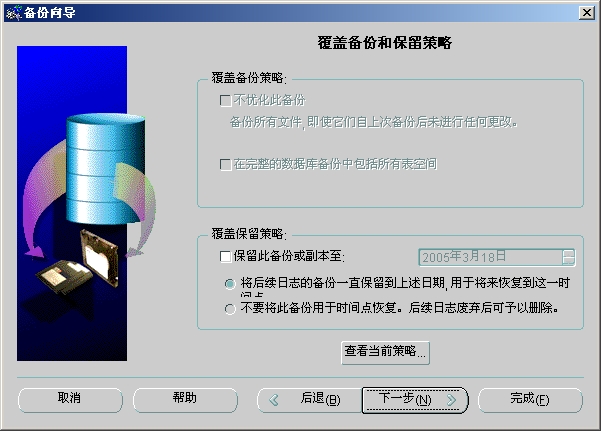 备份向导
覆盖备份和保留策略
覆盖备份策略:
不优化此备份
备份所有文件,即使它们自上次备份后未进行任何更改。
在完整的数据库备份中包括所有表空间
覆盖保留策略:
保留此备份或副本至:
2005年3月18日
将后续日志的备份一直保留到上述日期,用于将来恢复到这一时
间点
不要将此备份用于时间点恢复。后续日志废弃后可予以删除。
查看当前策略...
取消
帮助
后退(B)
下一步(N)
完成(F)